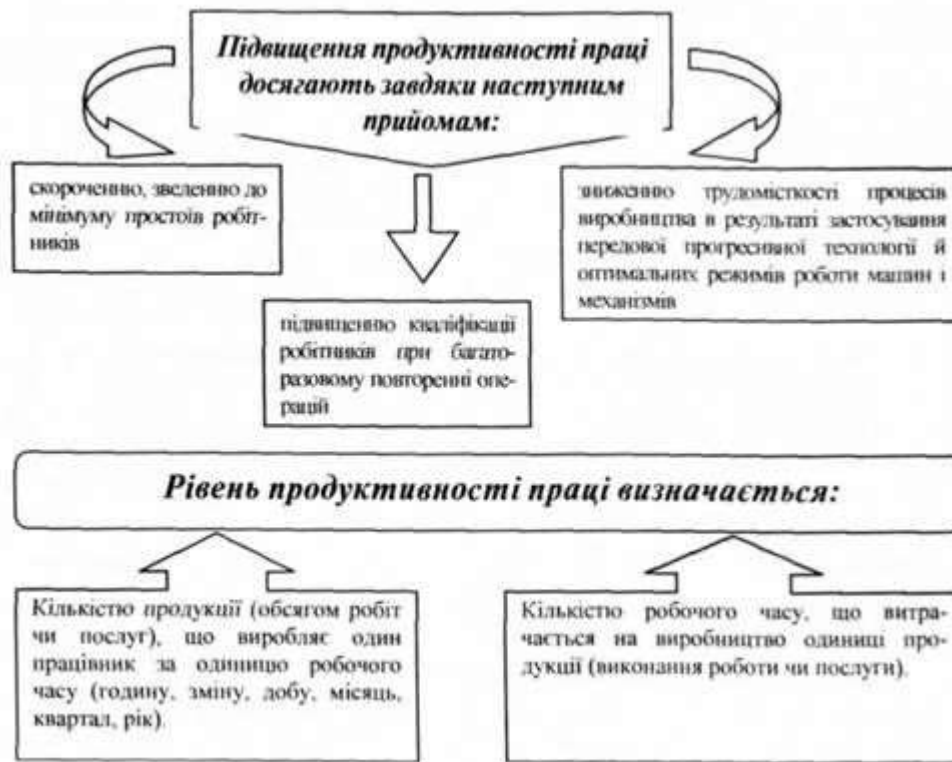 Підвищення продуктивності праці
досягають завдяки наступним
прийомам:
скороченню, зведенню до
мінімуму простоїв робіт-
ників
зниженню трудомісткості процесів
виробництва в результаті застосування
передової прогресивної технології й
оптимальних режимів роботи машин і
механізмів
підвищенню кваліфікації
робітників при багато-
разовому повторенні опе-
рацій
Рівень продуктивності праці визначається:
Кількістю продукції (обсягом робіт
чи послуг), що виробляє один
працівник за одиницю робочого
часу (годину, зміну, добу, місяць,
квартал, рік).
Кількістю робочого часу, що витра-
чається на виробництво одиниці про-
дукції (виконання роботи чи послуги).